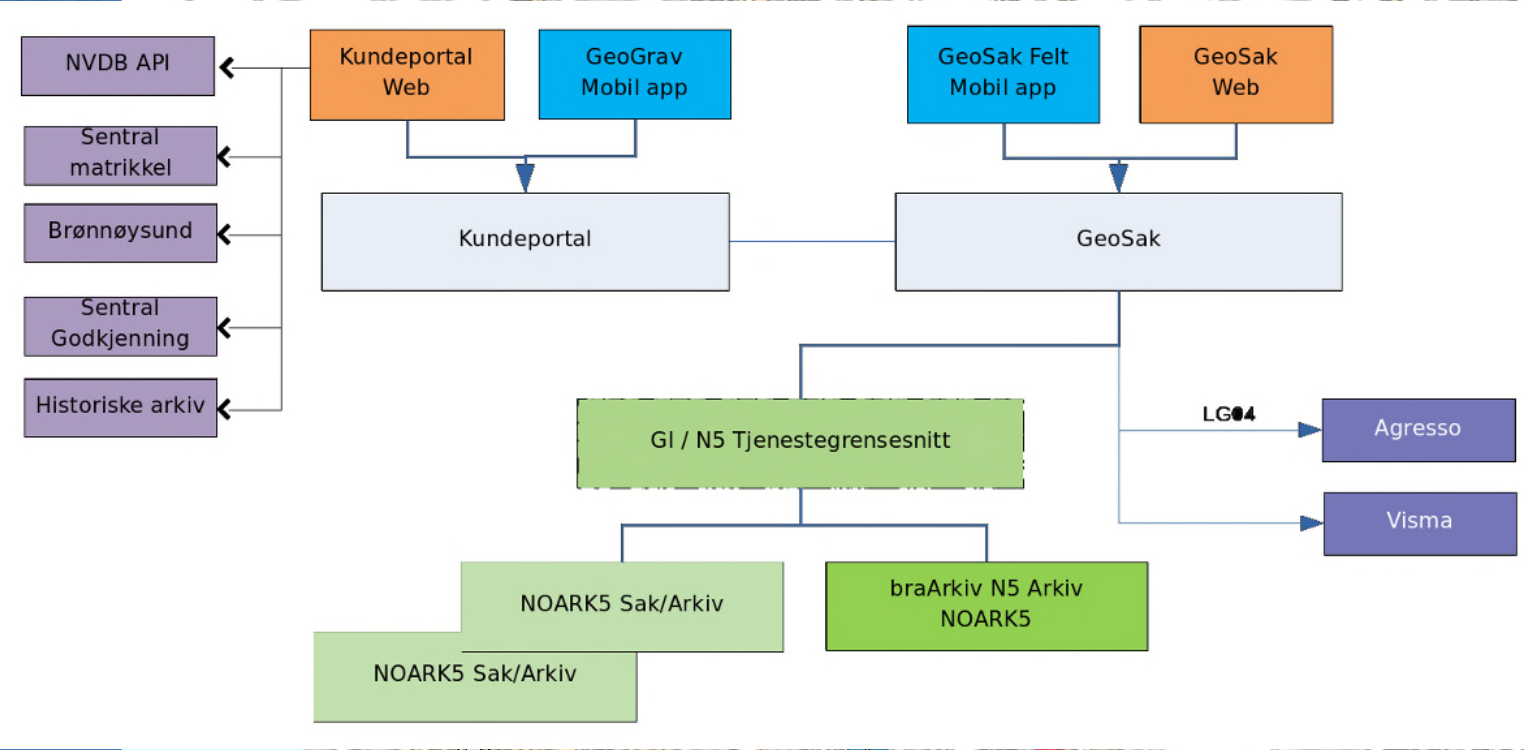 NVDB API
Sentral
matrikkel
Brønnøysund
Sentral
Godkjenning
Historiske arkiv
Kundeportal
Web
GeoGrav
Mobil app
GeoSak Felt
Mobil app
GeoSak
Web
Kundeportal
GeoSak
GI / N5 Tjenestegrensesnitt
LG04
Agresso
Visma
NOARK5 Sak/Arkiv
braArkiv N5 Arkiv
NOARK5
NOARK5 Sak/Arkiv